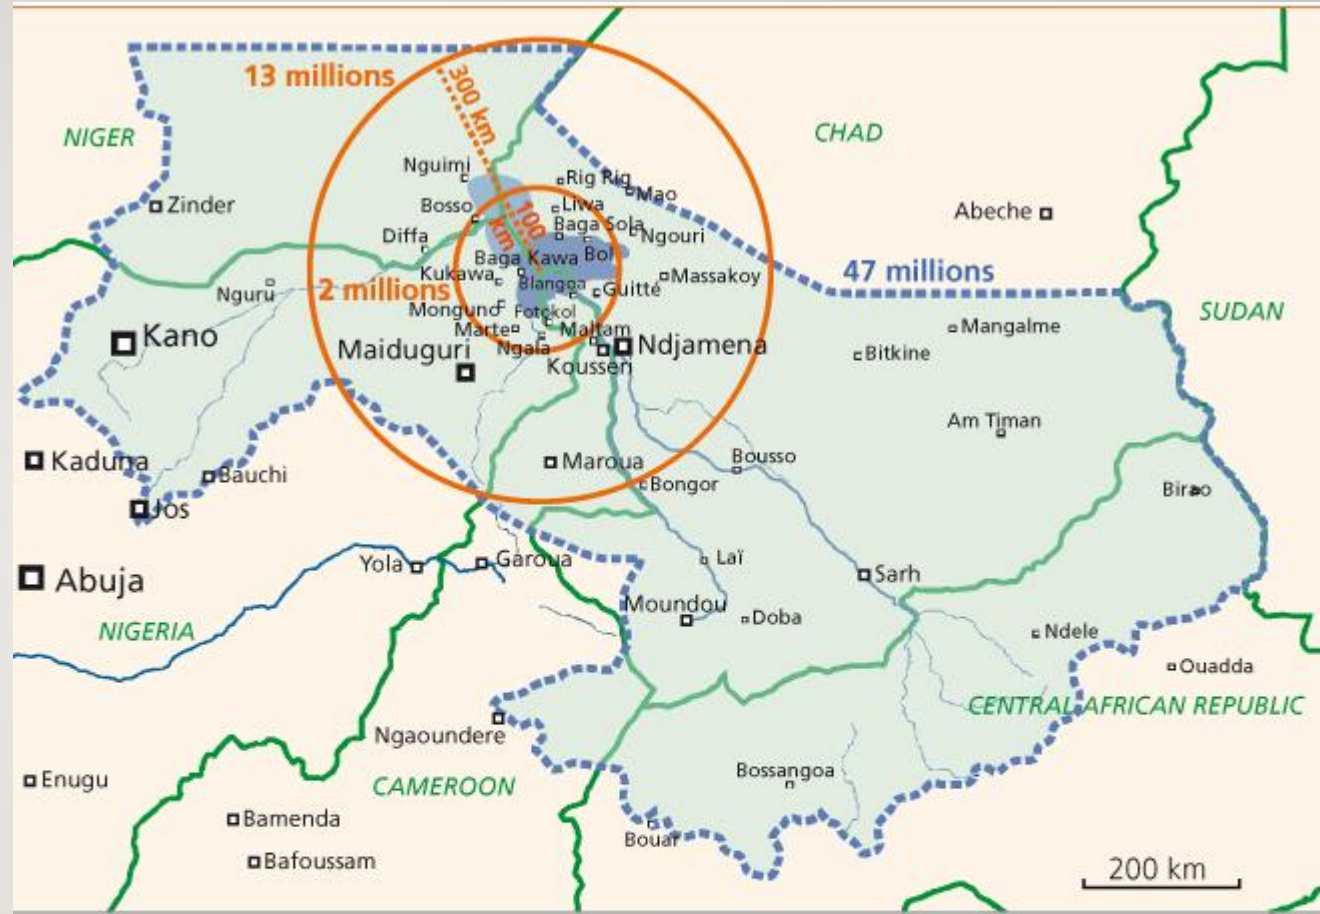 13 millions
300 km
NIGER
CHAD
Nguimi
Rig Rig
Mao
Zinder
Bosso
Liwa
100 km
Abeche
Diffa
Baga Sola
Ngouri
Baga Kawa
Bol
47 millions
Kukawa
Massakoy
2 millions
Blangoa
Guitté
Nguru
Mongund
Fotokol
SUDAN
Kano
Marte
Maltam
Mangalme
Maiduguri
Ngala
Ndjamena
Bitkine
Kousseri
Am Timan
Kaduna
Maroua
Bousso
Bauchi
Bongor
Birao
Jos
Yola
Garoua
Laï
Abuja
Sarh
Moundou
Doba
NIGERIA
Ndele
Ouadda
CENTRAL AFRICAN REPUBLIC
Ngaoundere
Enugu
CAMEROON
Bossangoa
Bamenda
Bouar
Bafoussam
200 km